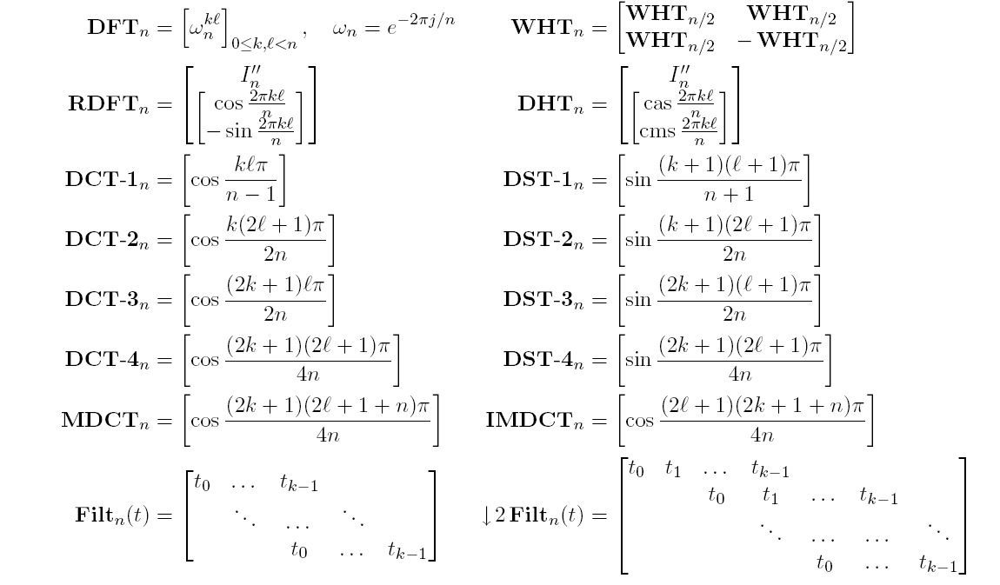 DFT_n = [ω_n^{kℓ}]_{0≤k,ℓ<n}, ω_n = e^{−2πj/n}
WHT_n = [WHT_{n/2} WHT_{n/2}
WHT_{n/2} −WHT_{n/2}]
RDFT_n = [I''_n
[cos 2πkℓ/n
−sin 2πkℓ/n]]
DHT_n = [I''_n
[cas 2πkℓ/n
cms 2πkℓ/n]]
DCT-1_n = [cos kℓπ/(n − 1)]
DST-1_n = [sin (k + 1)(ℓ + 1)π/(n + 1)]
DCT-2_n = [cos k(2ℓ + 1)π/2n]
DST-2_n = [sin (k + 1)(2ℓ + 1)π/2n]
DCT-3_n = [cos (2k + 1)ℓπ/2n]
DST-3_n = [sin (2k + 1)(ℓ + 1)π/2n]
DCT-4_n = [cos (2k + 1)(2ℓ + 1)π/4n]
DST-4_n = [sin (2k + 1)(2ℓ + 1)π/4n]
MDCT_n = [cos (2k + 1)(2ℓ + 1 + n)π/4n]
IMDCT_n = [cos (2ℓ + 1)(2k + 1 + n)π/4n]
Filt_n(t) = [t_0 … t_{k−1}
⋱ … ⋱
t_0 … t_{k−1}]
↓2 Filt_n(t) = [t_0 t_1 … t_{k−1}
t_0 t_1 … t_{k−1}
⋱ … … ⋱
t_0 … t_{k−1}]